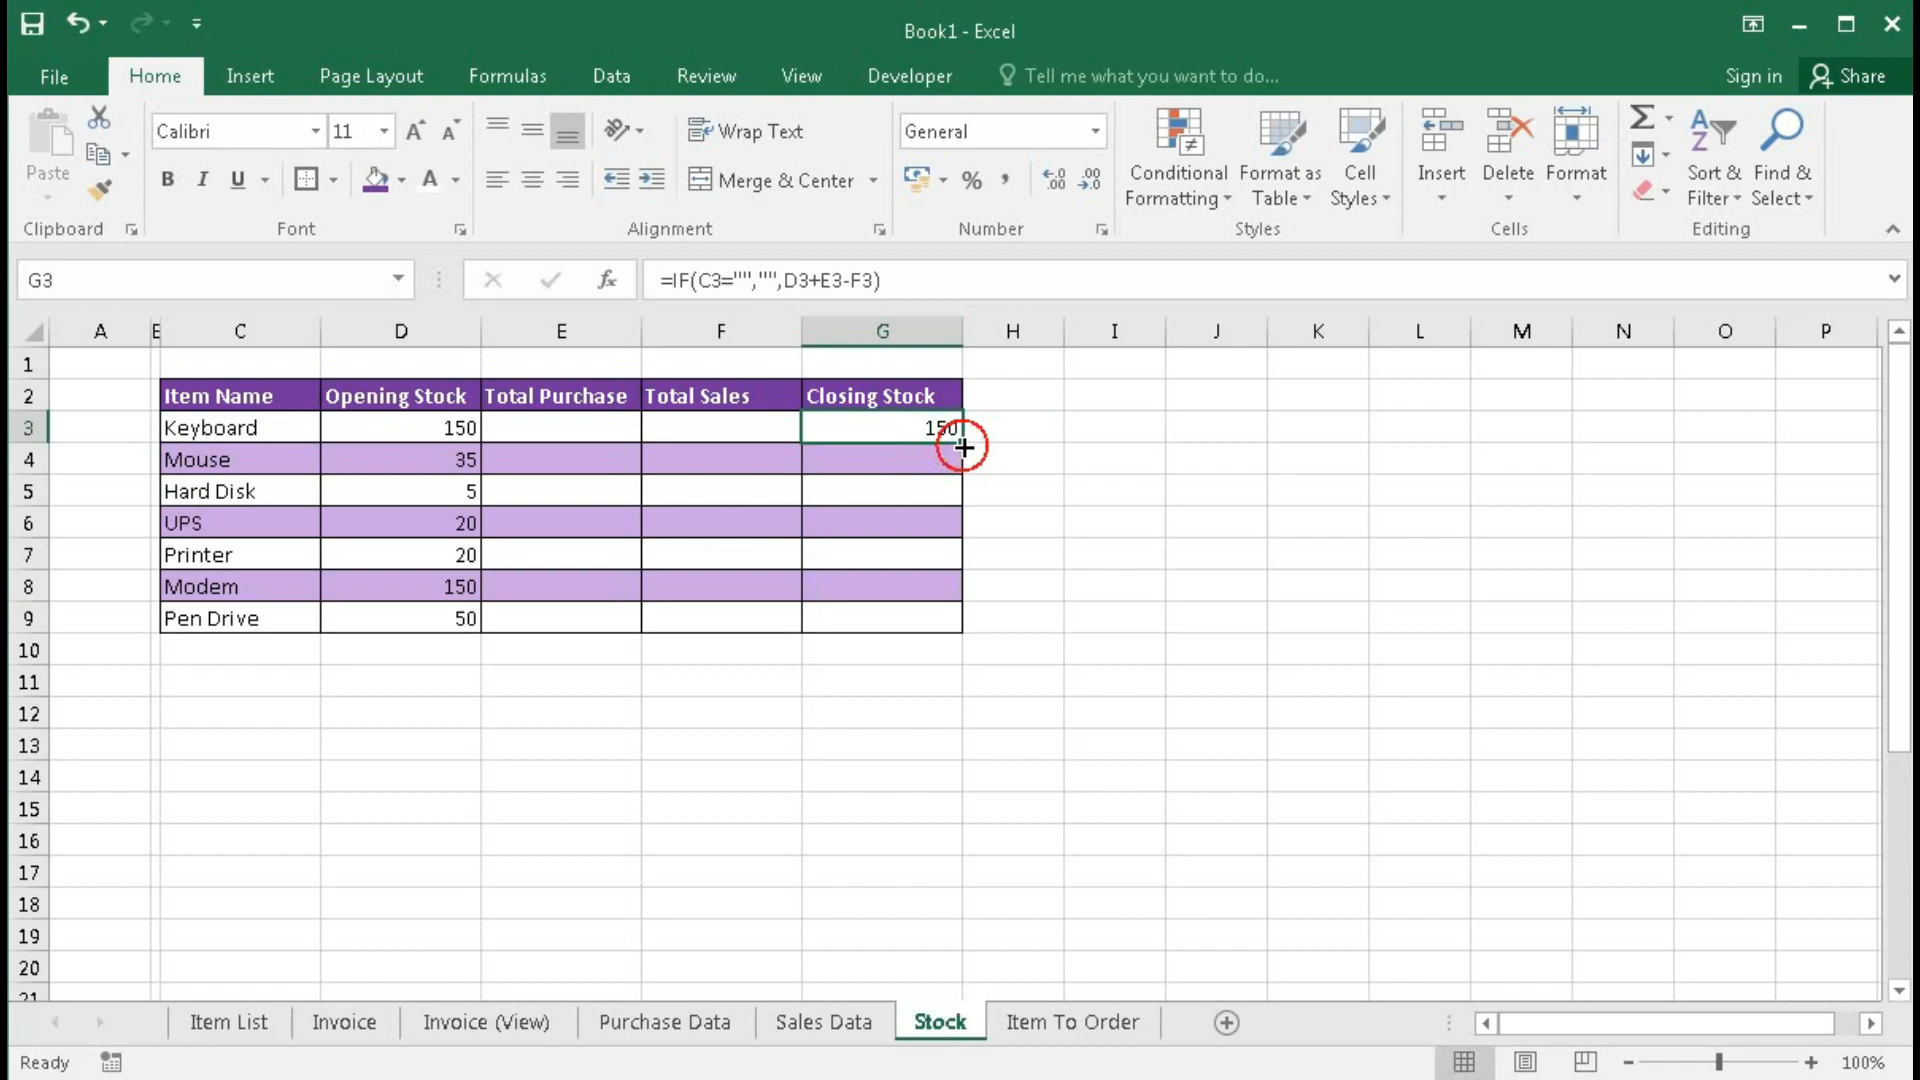 Book1 - Excel
File Home Insert Page Layout Formulas Data Review View Developer Tell me what you want to do... Sign in Share
Calibri 11 Wrap Text General
Paste B I U Merge & Center % , Conditional Formatting Format as Table Cell Styles Insert Delete Format Sort & Filter Find & Select
Clipboard Font Alignment Number Styles Cells Editing
G3 fx =IF(C3="","",D3+E3-F3)
A B C D E F G H I J K L M N O P
1
2 Item Name Opening Stock Total Purchase Total Sales Closing Stock
3 Keyboard 150 150
4 Mouse 35
5 Hard Disk 5
6 UPS 20
7 Printer 20
8 Modem 150
9 Pen Drive 50
10
11
12
13
14
15
16
17
18
19
20
21
Item List Invoice Invoice (View) Purchase Data Sales Data Stock Item To Order
Ready 100%